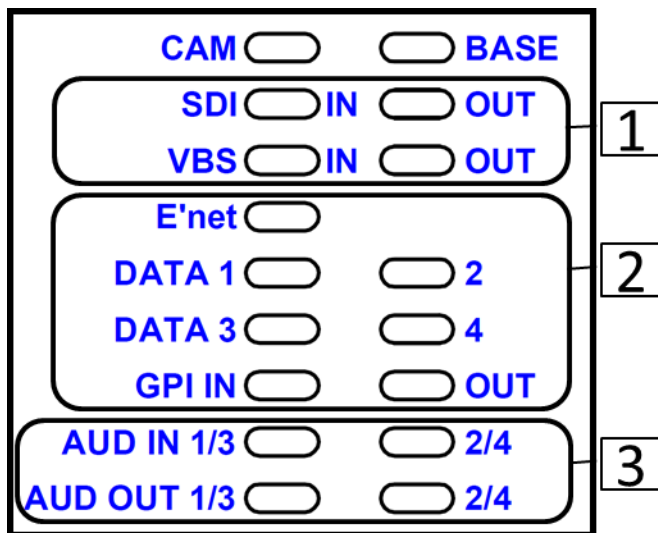 CAM BASE
SDI IN OUT
1
VBS IN OUT
E'net
DATA 1 2
2
DATA 3 4
GPI IN OUT
AUD IN 1/3 2/4
3
AUD OUT 1/3 2/4